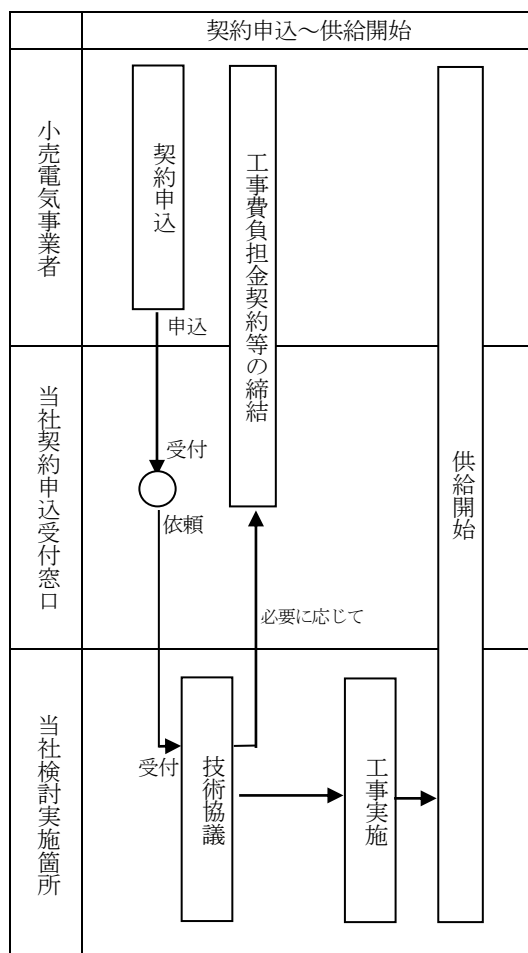 契約申込～供給開始
小売電気事業者
契約申込
工事費負担金契約等の締結
申込
当社契約申込受付窓口
受付
依頼
供給開始
必要に応じて
当社検討実施箇所
受付
技術協議
工事実施